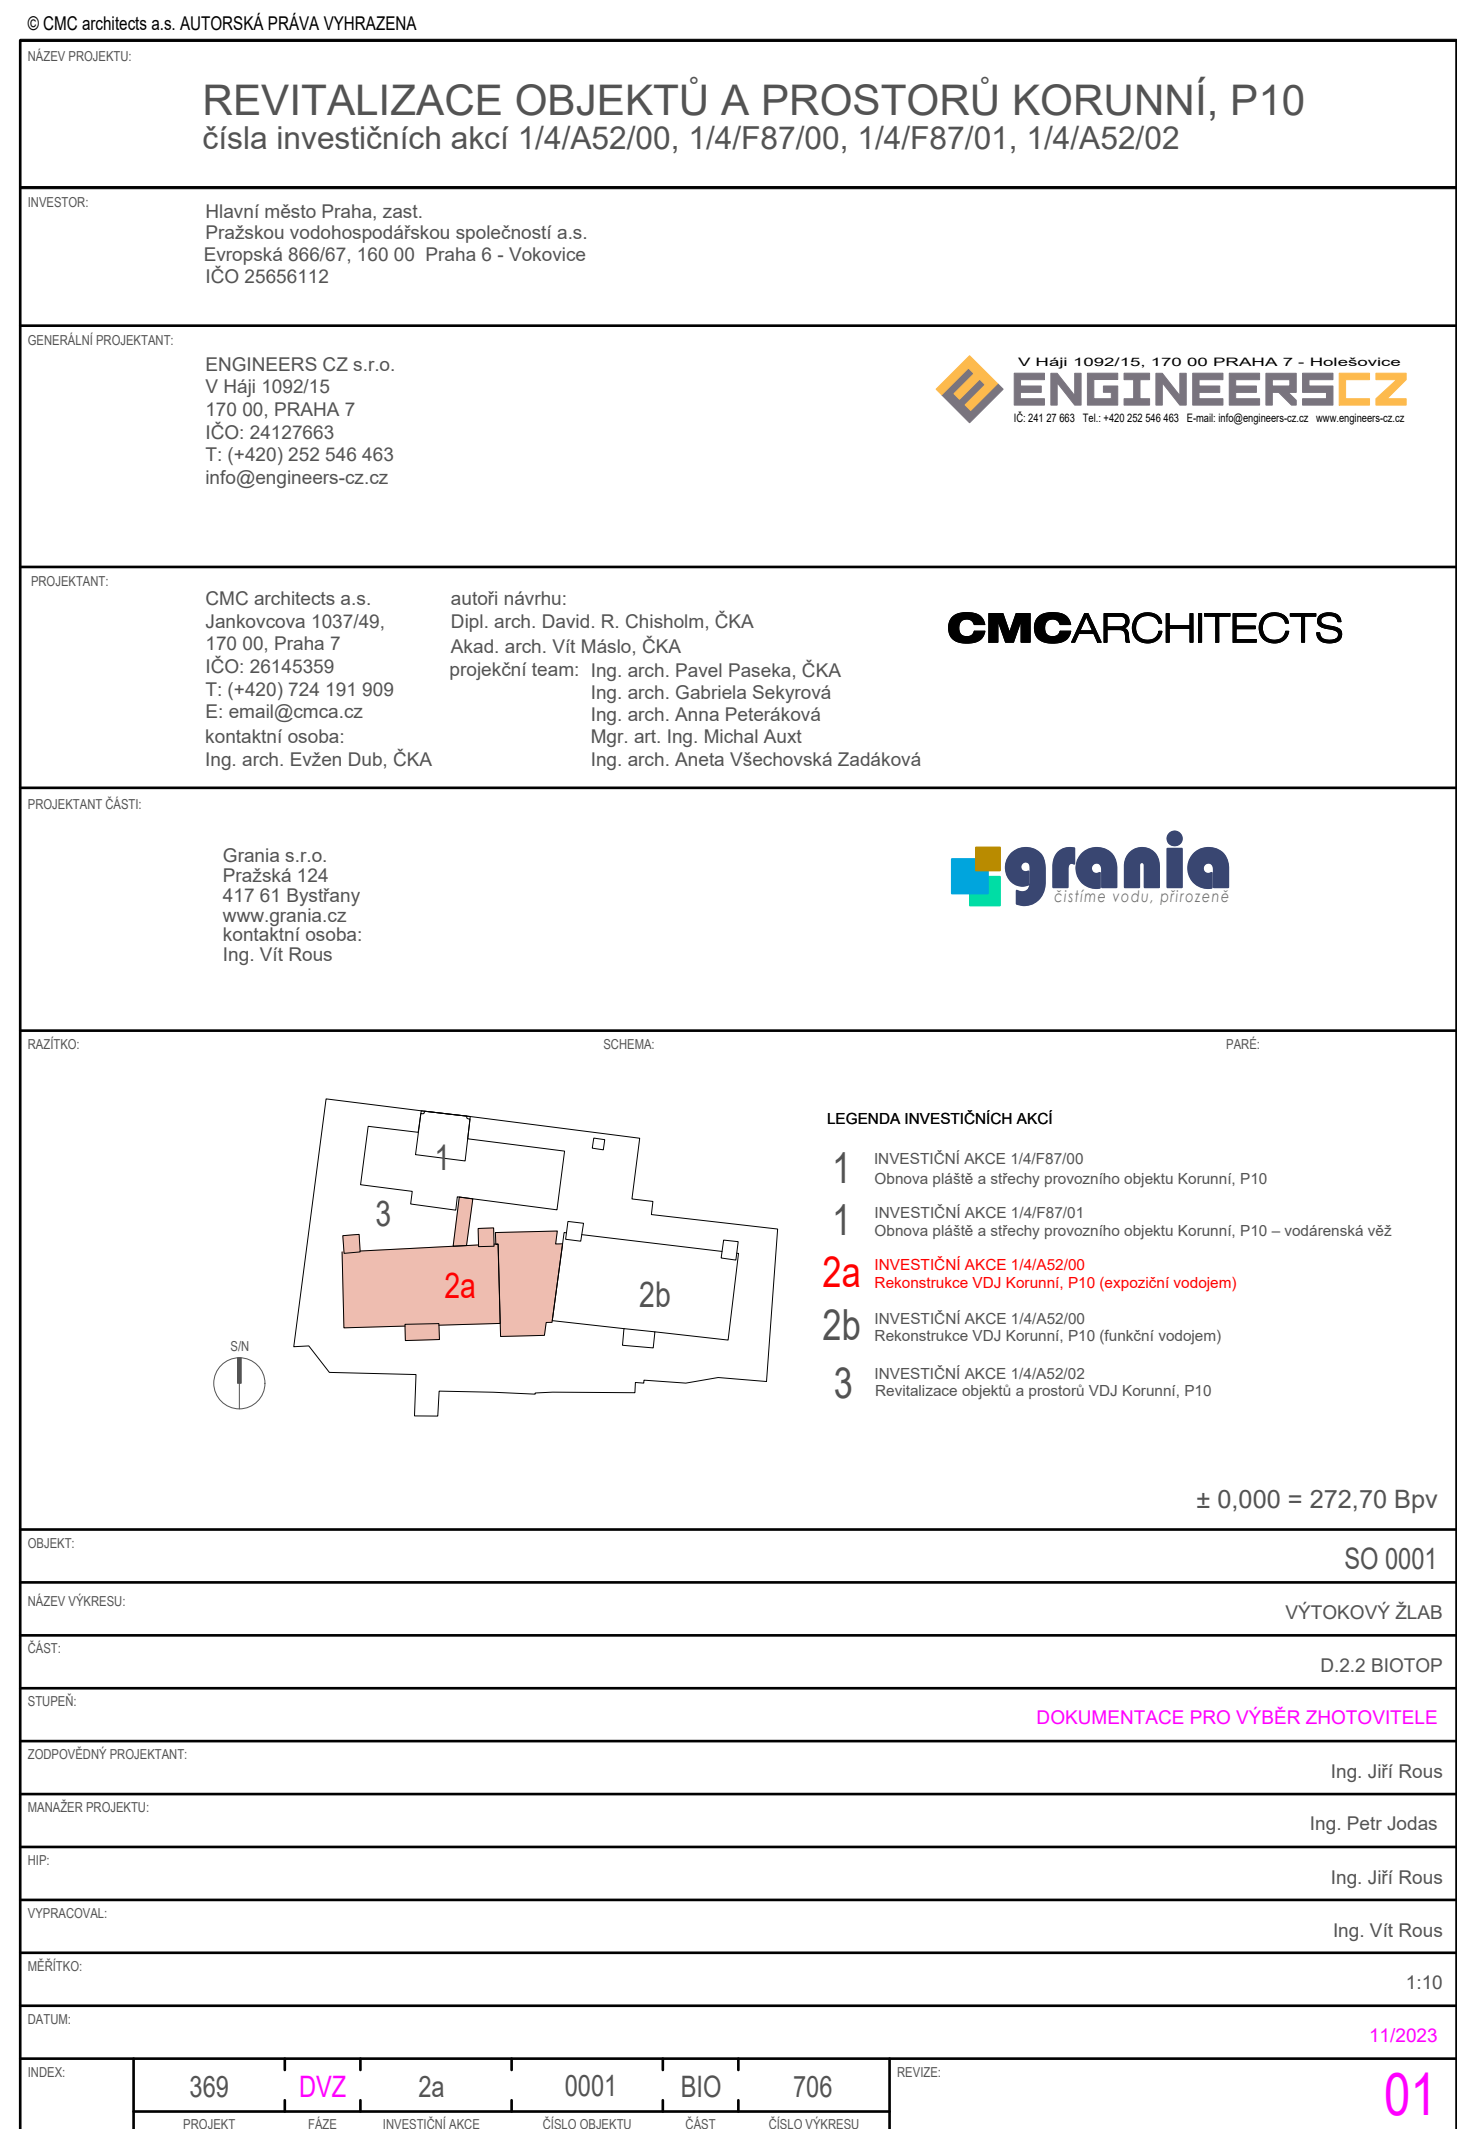 © CMC architects a.s. AUTORSKÁ PRÁVA VYHRAZENA
NÁZEV PROJEKTU:
REVITALIZACE OBJEKTŮ A PROSTORŮ KORUNNÍ, P10
čísla investičních akcí 1/4/A52/00, 1/4/F87/00, 1/4/F87/01, 1/4/A52/02
INVESTOR:
Hlavní město Praha, zast.
Pražskou vodohospodářskou společností a.s.
Evropská 866/67, 160 00 Praha 6 - Vokovice
IČO 25656112
GENERÁLNÍ PROJEKTANT:
ENGINEERS CZ s.r.o.
V Háji 1092/15
170 00, PRAHA 7
IČO: 24127663
T: (+420) 252 546 463
info@engineers-cz.cz
V Háji 1092/15, 170 00 PRAHA 7 - Holešovice
ENGINEERSCZ
IČ: 241 27 663 Tel.: +420 252 546 463 E-mail: info@engineers-cz.cz www.engineers-cz.cz
PROJEKTANT:
CMC architects a.s.
Jankovcova 1037/49,
170 00, Praha 7
IČO: 26145359
T: (+420) 724 191 909
E: email@cmca.cz
kontaktní osoba:
Ing. arch. Evžen Dub, ČKA
autoři návrhu:
Dipl. arch. David. R. Chisholm, ČKA
Akad. arch. Vít Máslo, ČKA
projekční team: Ing. arch. Pavel Paseka, ČKA
Ing. arch. Gabriela Sekyrová
Ing. arch. Anna Peteráková
Mgr. art. Ing. Michal Auxt
Ing. arch. Aneta Všechovská Zadáková
CMCARCHITECTS
PROJEKTANT ČÁSTI:
Grania s.r.o.
Pražská 124
417 61 Bystřany
www.grania.cz
kontaktní osoba:
Ing. Vít Rous
grania
čistíme vodu, přirozeně
RAZÍTKO:
SCHEMA:
PARÉ:
1
3
2a
2b
S/N
LEGENDA INVESTIČNÍCH AKCÍ
1 INVESTIČNÍ AKCE 1/4/F87/00
Obnova pláště a střechy provozního objektu Korunní, P10
1 INVESTIČNÍ AKCE 1/4/F87/01
Obnova pláště a střechy provozního objektu Korunní, P10 – vodárenská věž
2a INVESTIČNÍ AKCE 1/4/A52/00
Rekonstrukce VDJ Korunní, P10 (expoziční vodojem)
2b INVESTIČNÍ AKCE 1/4/A52/00
Rekonstrukce VDJ Korunní, P10 (funkční vodojem)
3 INVESTIČNÍ AKCE 1/4/A52/02
Revitalizace objektů a prostorů VDJ Korunní, P10
± 0,000 = 272,70 Bpv
OBJEKT:
SO 0001
NÁZEV VÝKRESU:
VÝTOKOVÝ ŽLAB
ČÁST:
D.2.2 BIOTOP
STUPEŇ:
DOKUMENTACE PRO VÝBĚR ZHOTOVITELE
ZODPOVĚDNÝ PROJEKTANT:
Ing. Jiří Rous
MANAŽER PROJEKTU:
Ing. Petr Jodas
HIP:
Ing. Jiří Rous
VYPRACOVAL:
Ing. Vít Rous
MĚŘÍTKO:
1:10
DATUM:
11/2023
INDEX:
369 DVZ 2a 0001 BIO 706
PROJEKT FÁZE INVESTIČNÍ AKCE ČÍSLO OBJEKTU ČÁST ČÍSLO VÝKRESU
REVIZE:
01